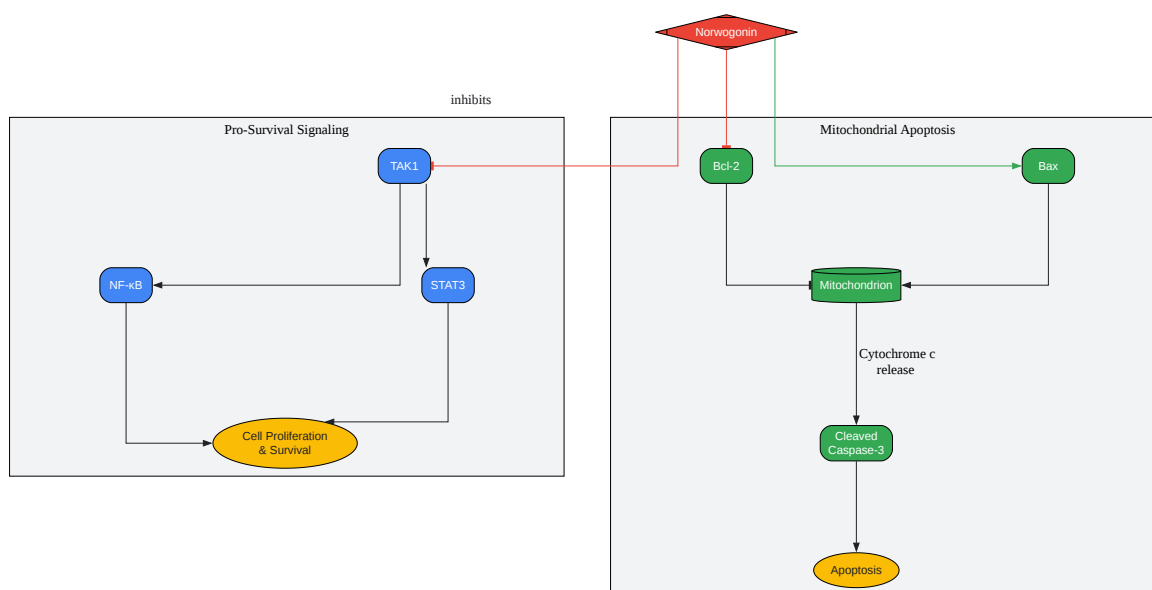 Norwogonin
inhibits
Pro-Survival Signaling
Mitochondrial Apoptosis
TAK1
Bcl-2
Bax
NF-κB
STAT3
Mitochondrion
Cytochrome c
release
Cell Proliferation
& Survival
Cleaved
Caspase-3
Apoptosis